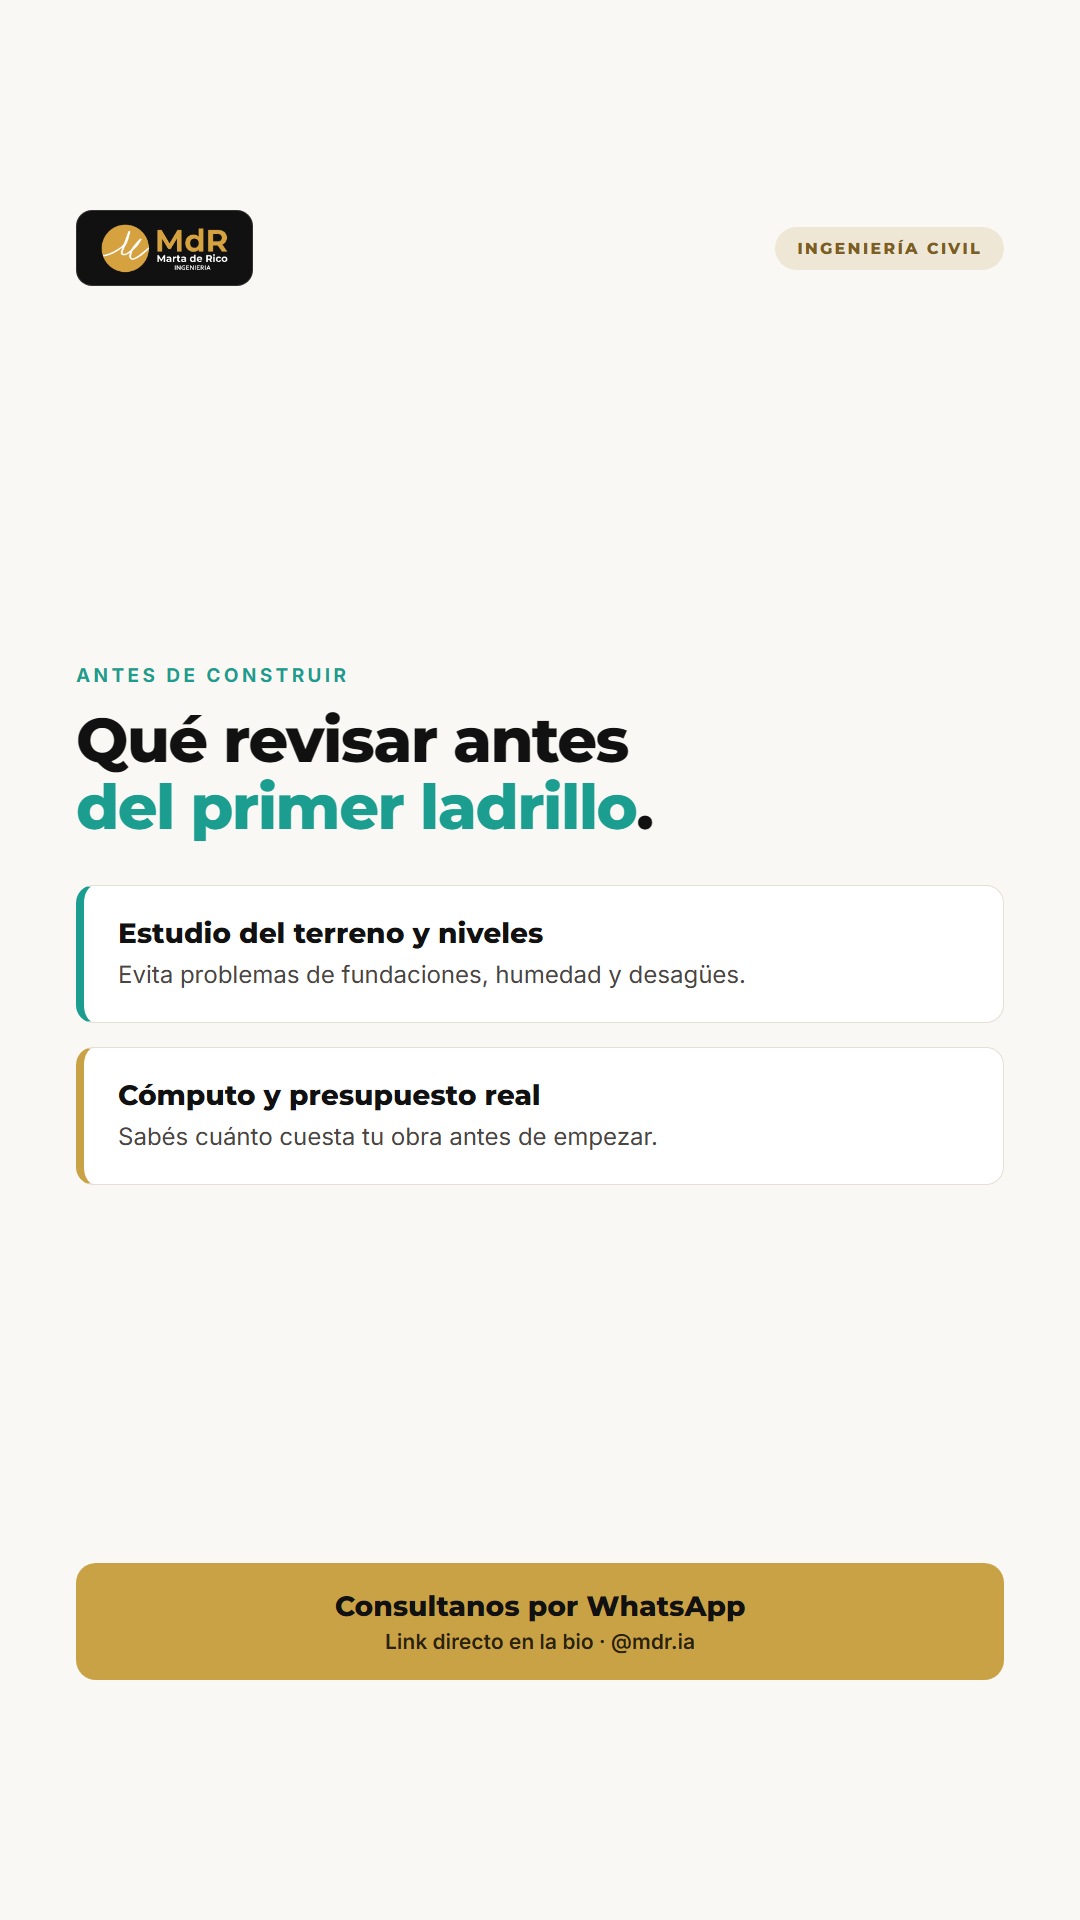 MdR
Marta de Rico
INGENIERIA
INGENIERÍA CIVIL
ANTES DE CONSTRUIR
Qué revisar antes
del primer ladrillo.
Estudio del terreno y niveles
Evita problemas de fundaciones, humedad y desagües.
Cómputo y presupuesto real
Sabés cuánto cuesta tu obra antes de empezar.
Consultanos por WhatsApp
Link directo en la bio · @mdr.ia